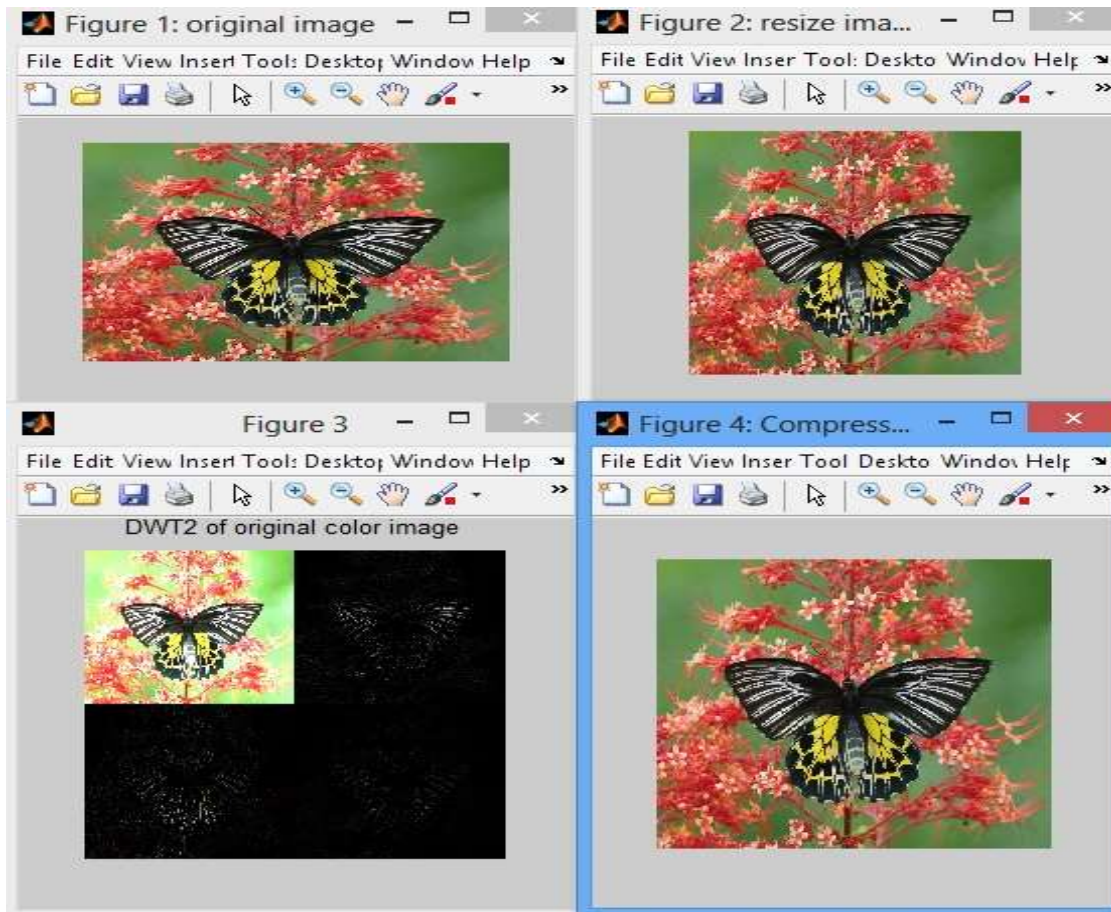 Figure 1: original image
File Edit View Insert Tool: Desktop Window Help
Figure 2: resize ima...
File Edit View Inser Tool: Deskto Window Help
Figure 3
File Edit View Insert Tool: Desktop Window Help
DWT2 of original color image
Figure 4: Compress...
File Edit View Inser Tool Deskto Window Help